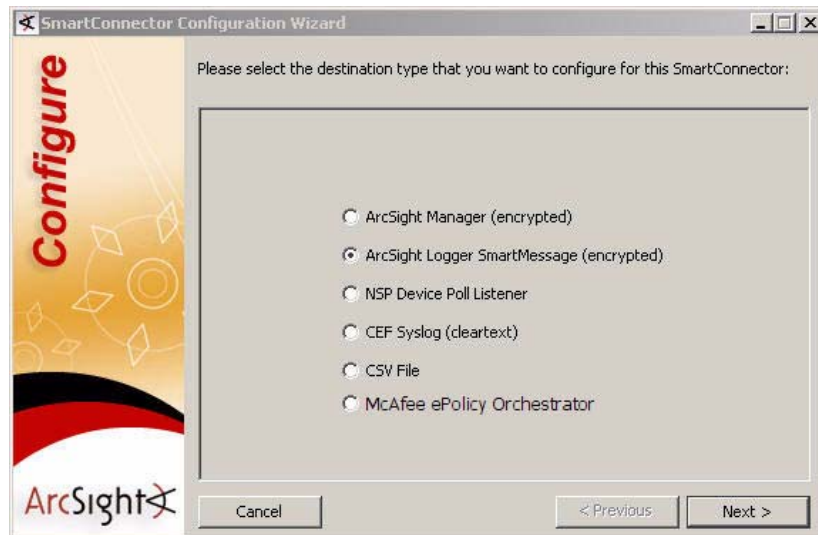 SmartConnector Configuration Wizard
Configure
Please select the destination type that you want to configure for this SmartConnector:
ArcSight Manager (encrypted)
ArcSight Logger SmartMessage (encrypted)
NSP Device Poll Listener
CEF Syslog (cleartext)
CSV File
McAfee ePolicy Orchestrator
ArcSight
Cancel
< Previous
Next >